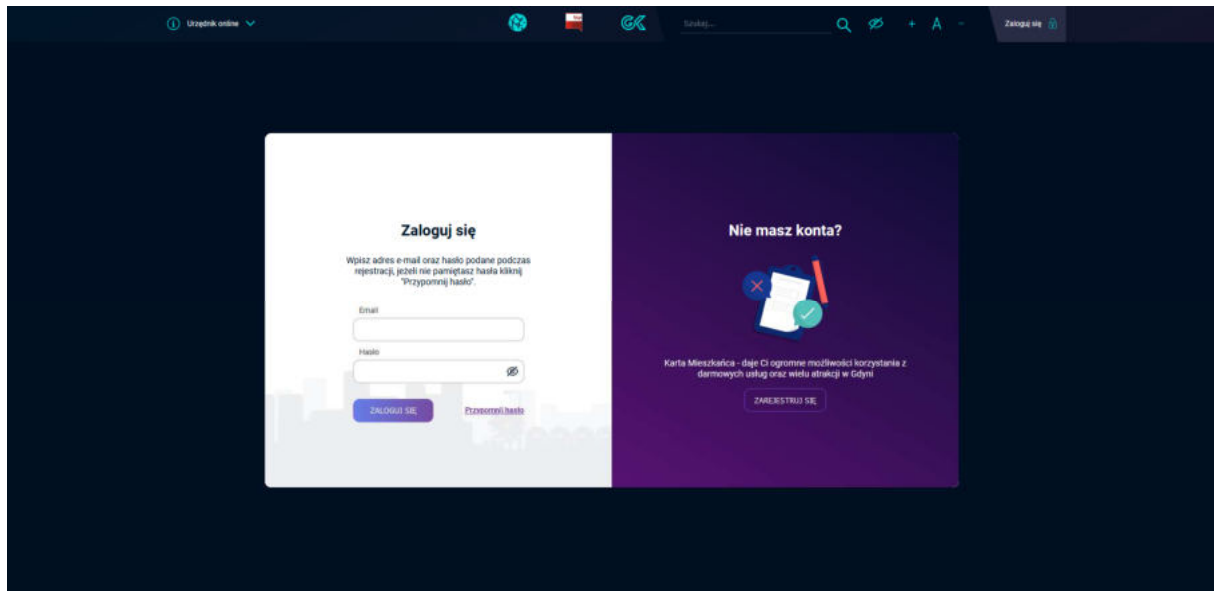 Urzędnik online
GK
Szukaj...
+ A -
Zaloguj się
Zaloguj się
Wpisz adres e-mail oraz hasło podane podczas
rejestracji, jeżeli nie pamiętasz hasła kliknij
"Przypomnij hasło".
Email
Hasło
ZALOGUJ SIĘ
Przypomnij hasło
Nie masz konta?
Karta Mieszkańca - daje Ci ogromne możliwości korzystania z
darmowych usług oraz wielu atrakcji w Gdyni
ZAREJESTRUJ SIĘ